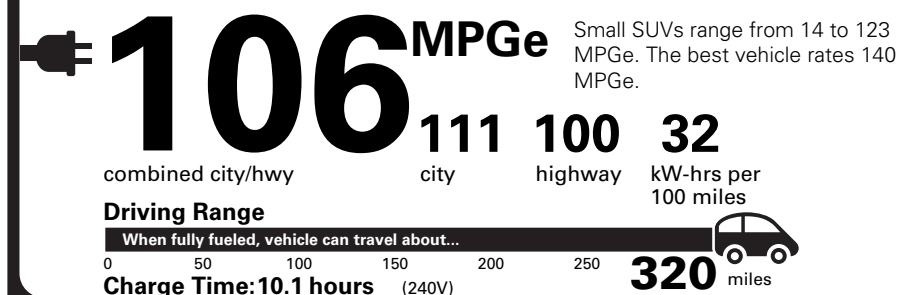 106 MPGe
Small SUVs range from 14 to 123
MPGe. The best vehicle rates 140
MPGe.
111 100 32
combined city/hwy city highway kW-hrs per
100 miles
Driving Range
When fully fueled, vehicle can travel about...
0 50 100 150 200 250 320 miles
Charge Time: 10.1 hours (240V)